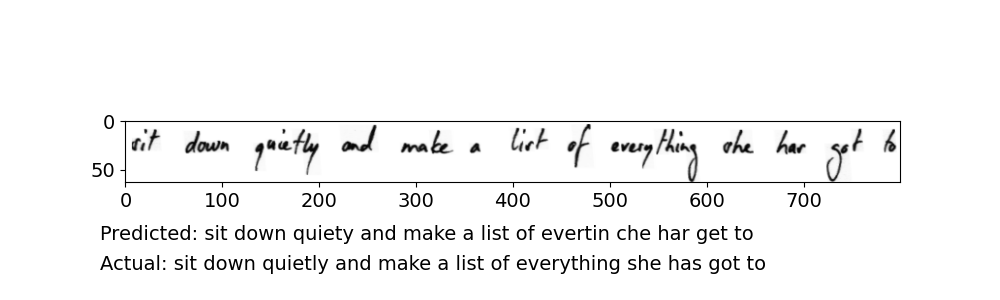 0
sit down quietly and make a list of everything she has got to
50
0 100 200 300 400 500 600 700
Predicted: sit down quiety and make a list of evertin che har get to
Actual: sit down quietly and make a list of everything she has got to